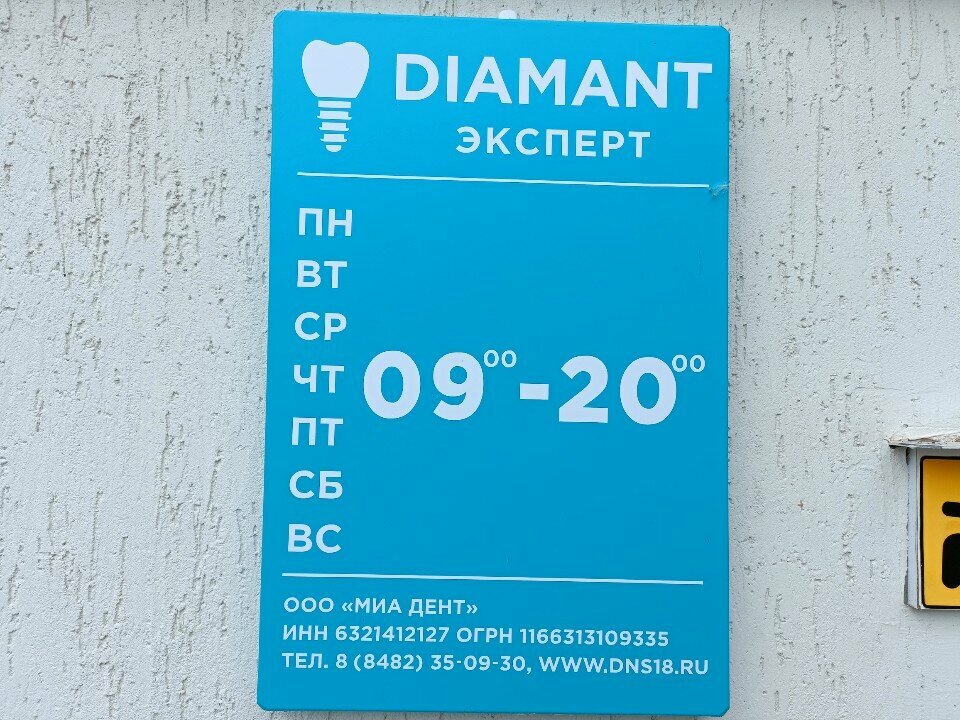 DIAMANT
ЭКСПЕРТ
ПН
ВТ
СР
ЧТ
ПТ
СБ
ВС
09⁰⁰-20⁰⁰
ООО «МИА ДЕНТ»
ИНН 6321412127 ОГРН 1166313109335
ТЕЛ. 8 (8482) 35-09-30, WWW.DNS18.RU